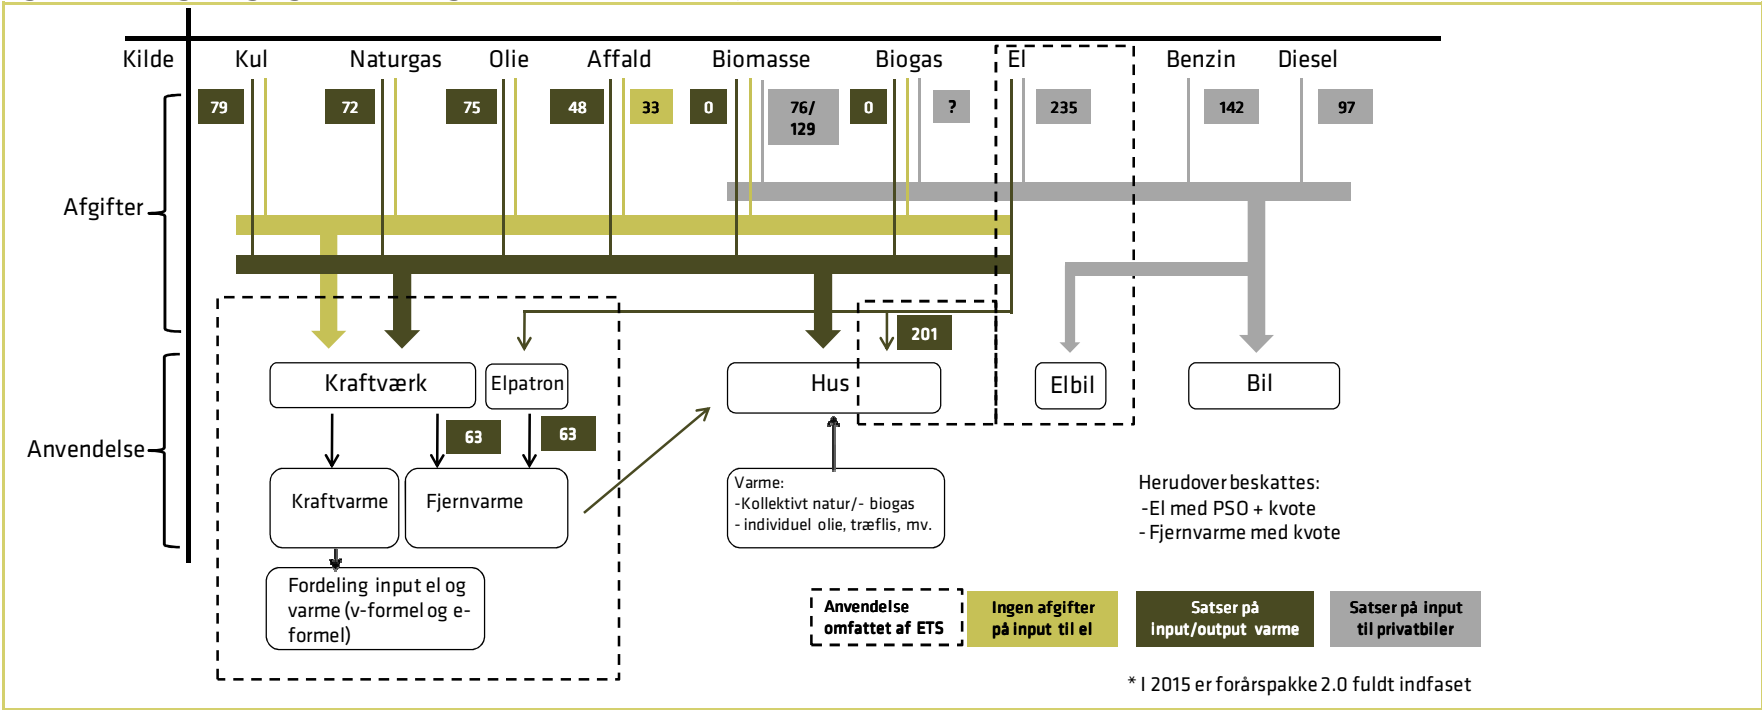 Kilde
Kul
Naturgas
Olie
Affald
Biomasse
Biogas
El
Benzin
Diesel
79
72
75
48
33
0
76/
129
0
?
235
142
97
Afgifter
201
Kraftværk
Elpatron
Hus
Elbil
Bil
63
63
Anvendelse
Kraftvarme
Fjernvarme
Varme:
-Kollektivt natur/- biogas
- individuel olie, træflis, mv.
Herudover beskattes:
-El med PSO + kvote
- Fjernvarme med kvote
Fordeling input el og
varme (v-formel og e-
formel)
Anvendelse
omfattet af ETS
Ingen afgifter
på input til el
Satser på
input/output varme
Satser på input
til privatbiler
* I 2015 er forårspakke 2.0 fuldt indfaset